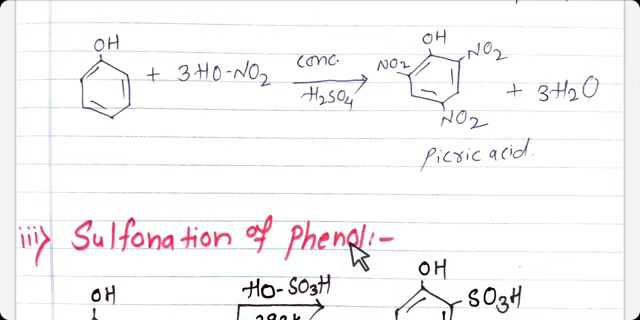 OH
OH
+ 3HO-NO2
conc.
H2SO4
NO2
NO2
NO2
+ 3H2O
Picric acid.
iii) Sulfonation of Phenol:-
OH
HO-SO3H
OH
SO3H